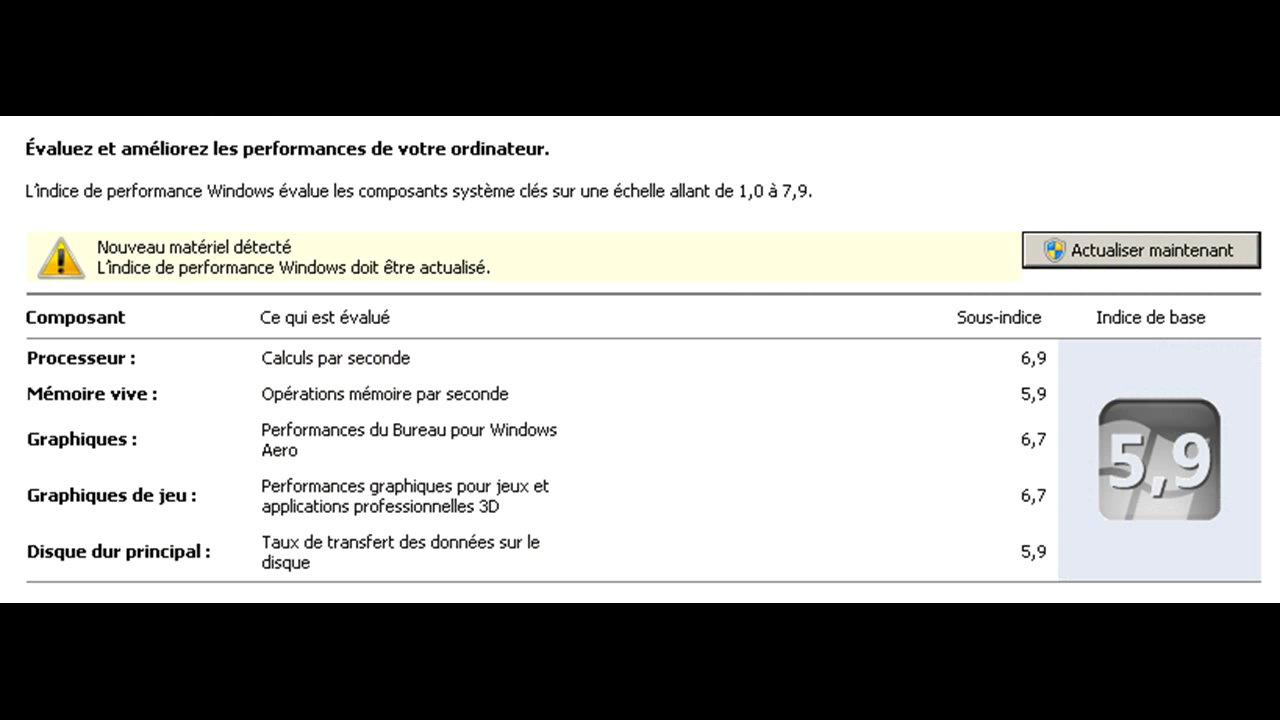 Évaluez et améliorez les performances de votre ordinateur.
L'indice de performance Windows évalue les composants système clés sur une échelle allant de 1,0 à 7,9.
Nouveau matériel détecté
L'indice de performance Windows doit être actualisé.
Actualiser maintenant
Composant Ce qui est évalué Sous-indice Indice de base
Processeur : Calculs par seconde 6,9
Mémoire vive : Opérations mémoire par seconde 5,9
Graphiques : Performances du Bureau pour Windows
Aero 6,7
Graphiques de jeu : Performances graphiques pour jeux et
applications professionnelles 3D 6,7
Disque dur principal : Taux de transfert des données sur le
disque 5,9
5,9